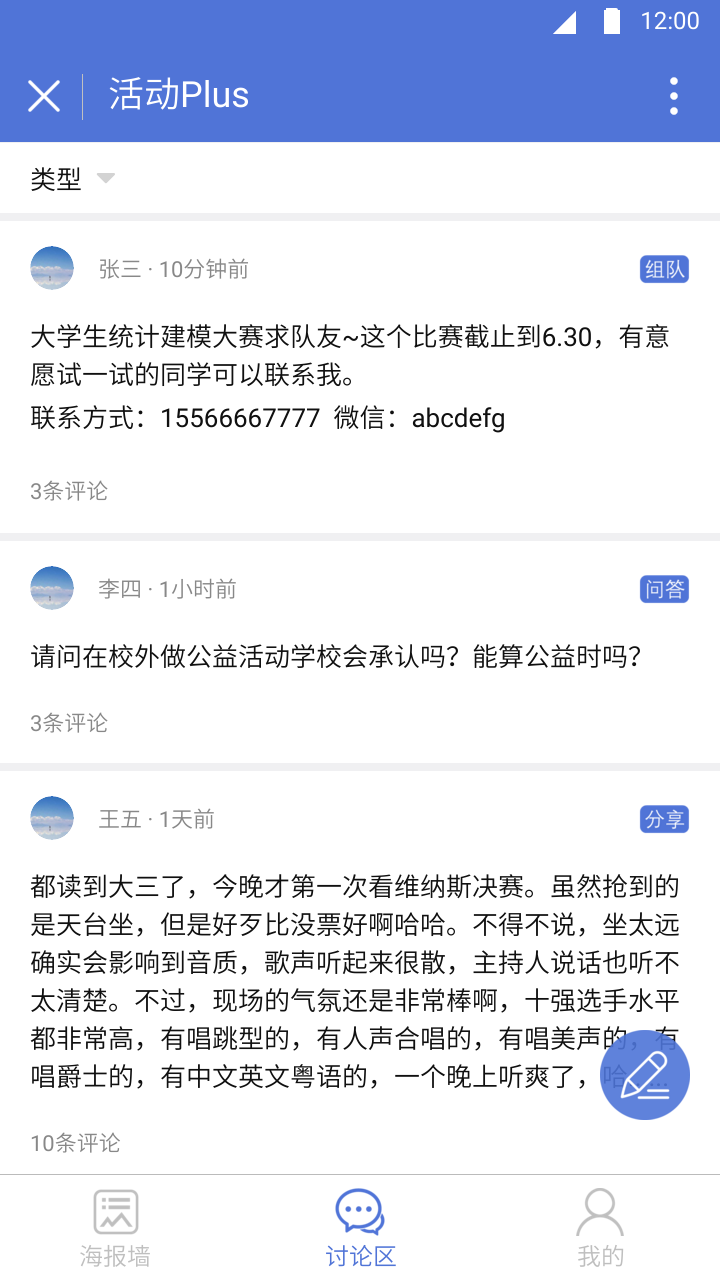 12:00
活动Plus
类型
张三 · 10分钟前
组队
大学生统计建模大赛求队友~这个比赛截止到6.30，有意
愿试一试的同学可以联系我。
联系方式：15566667777 微信：abcdefg
3条评论
李四 · 1小时前
问答
请问在校外做公益活动学校会承认吗？能算公益时吗？
3条评论
王五 · 1天前
分享
都读到大三了，今晚才第一次看维纳斯决赛。虽然抢到的
是天台坐，但是好歹比没票好啊哈哈。不得不说，坐太远
确实会影响到音质，歌声听起来很散，主持人说话也听不
太清楚。不过，现场的气氛还是非常棒啊，十强选手水平
都非常高，有唱跳型的，有人声合唱的，有唱美声的，有
唱爵士的，有中文英文粤语的，一个晚上听爽了，哈...
10条评论
海报墙
讨论区
我的